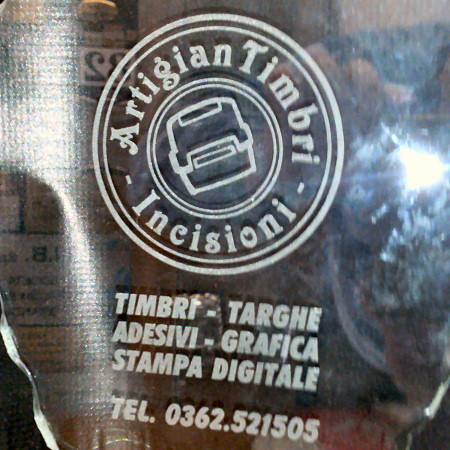 ArtigianTimbri
- Incisioni -
TIMBRI - TARGHE
ADESIVI - GRAFICA
STAMPA DIGITALE
TEL. 0362.521505